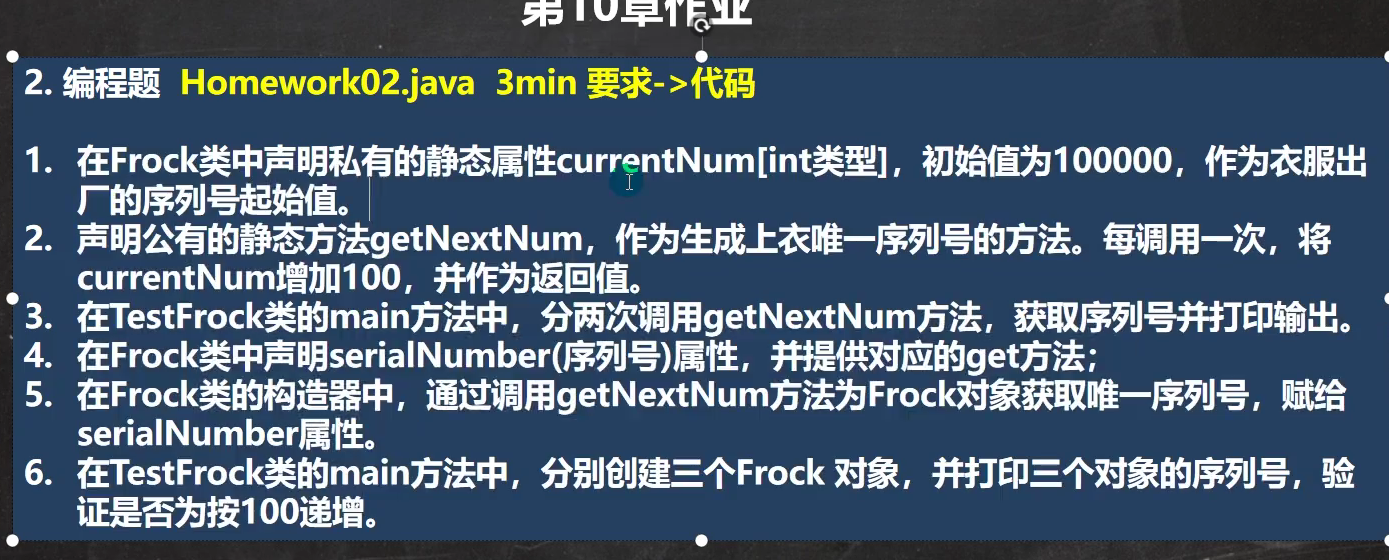 第10章作业
2. 编程题 Homework02.java 3min 要求->代码
1. 在Frock类中声明私有的静态属性currentNum[int类型]，初始值为100000，作为衣服出
厂的序列号起始值。
2. 声明公有的静态方法getNextNum，作为生成上衣唯一序列号的方法。每调用一次，将
currentNum增加100，并作为返回值。
3. 在TestFrock类的main方法中，分两次调用getNextNum方法，获取序列号并打印输出。
4. 在Frock类中声明serialNumber(序列号)属性，并提供对应的get方法；
5. 在Frock类的构造器中，通过调用getNextNum方法为Frock对象获取唯一序列号，赋给
serialNumber属性。
6. 在TestFrock类的main方法中，分别创建三个Frock 对象，并打印三个对象的序列号，验
证是否为按100递增。